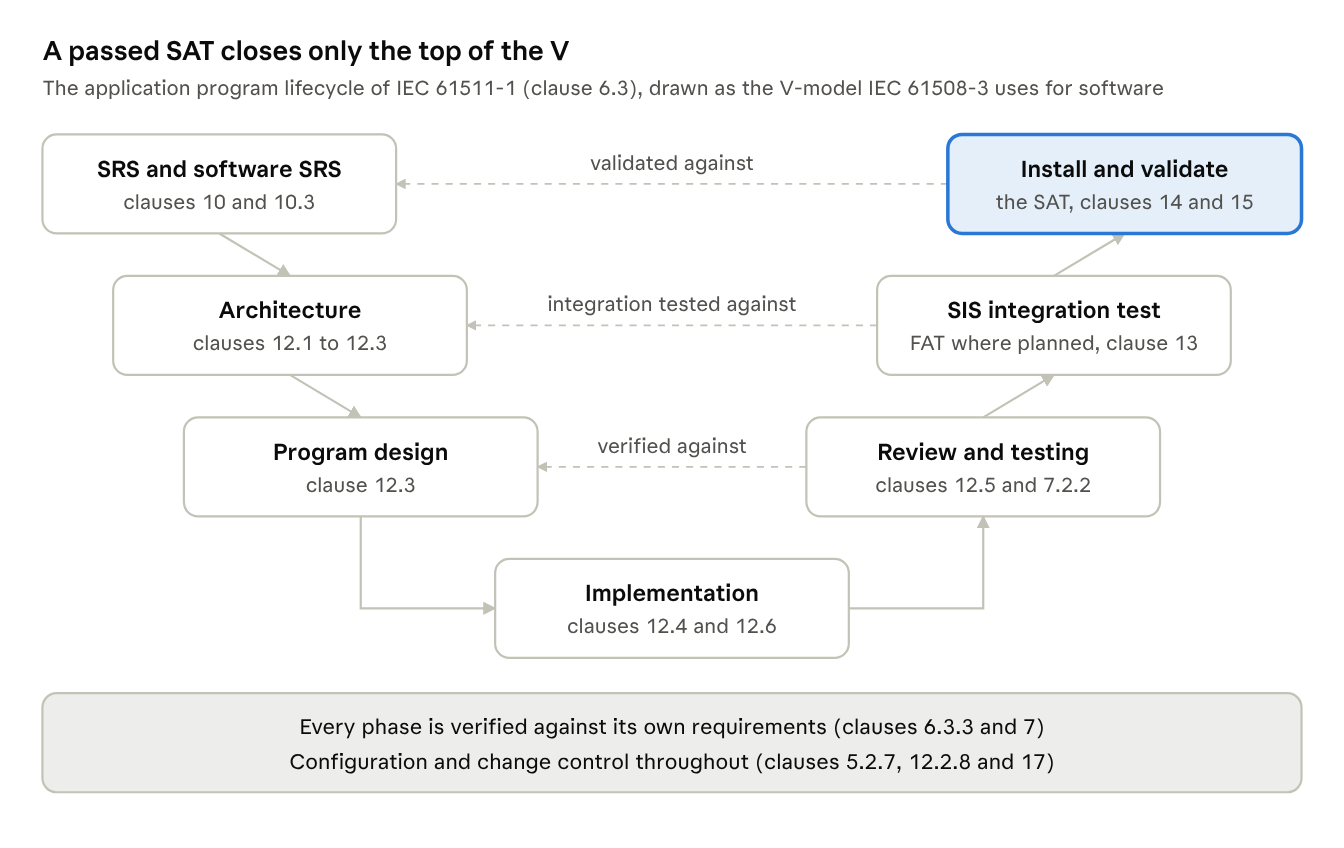 A passed SAT closes only the top of the V
The application program lifecycle of IEC 61511-1 (clause 6.3), drawn as the V-model IEC 61508-3 uses for software
SRS and software SRS
clauses 10 and 10.3
validated against
Install and validate
the SAT, clauses 14 and 15
Architecture
clauses 12.1 to 12.3
integration tested against
SIS integration test
FAT where planned, clause 13
Program design
clause 12.3
verified against
Review and testing
clauses 12.5 and 7.2.2
Implementation
clauses 12.4 and 12.6
Every phase is verified against its own requirements (clauses 6.3.3 and 7)
Configuration and change control throughout (clauses 5.2.7, 12.2.8 and 17)